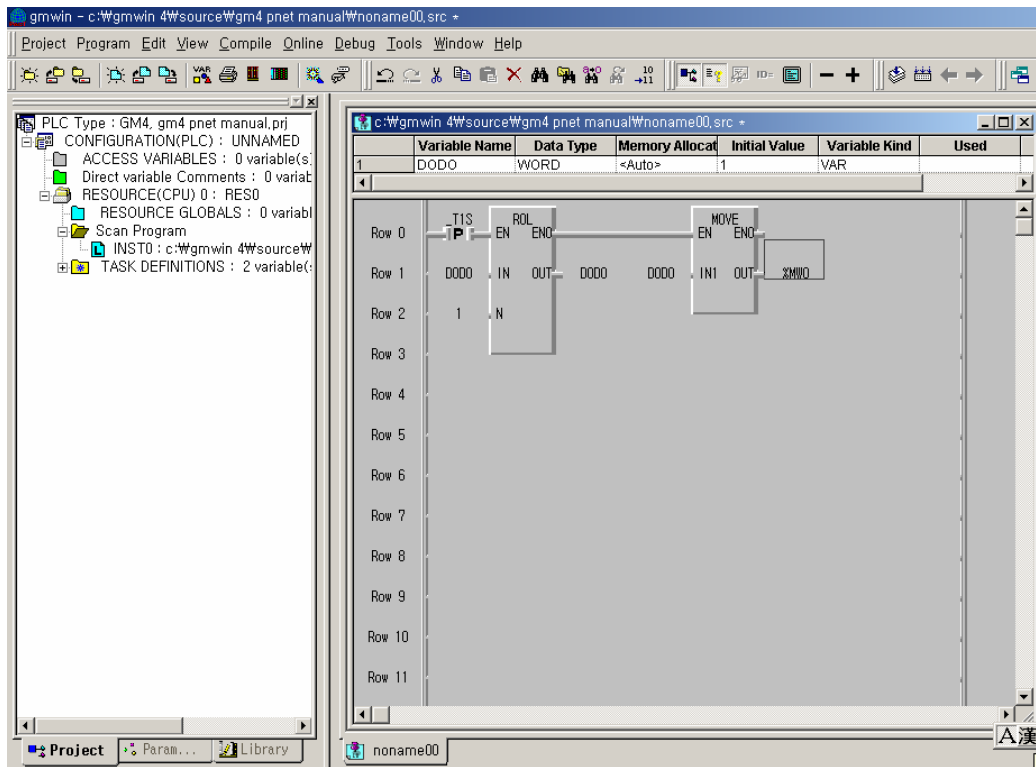 gmwin - c:₩gmwin 4₩source₩gm4 pnet manual₩noname00.src *
Project Program Edit View Compile Online Debug Tools Window Help
PLC Type : GM4, gm4 pnet manual.prj
CONFIGURATION(PLC) : UNNAMED
ACCESS VARIABLES : 0 variable(s)
Direct variable Comments : 0 variab
RESOURCE(CPU) 0 : RES0
RESOURCE GLOBALS : 0 variabl
Scan Program
INST0 : c:₩gmwin 4₩source₩
TASK DEFINITIONS : 2 variable(s
c:₩gmwin 4₩source₩gm4 pnet manual₩noname00.src *
Variable Name Data Type Memory Allocat Initial Value Variable Kind Used
1 DODO WORD <Auto> 1 VAR
_T1S ROL MOVE
Row 0 P EN ENO EN ENO
Row 1 DODO IN OUT DODO DODO IN1 OUT %MW0
Row 2 1 N
Row 3
Row 4
Row 5
Row 6
Row 7
Row 8
Row 9
Row 10
Row 11
Project Param... Library
noname00
A漢